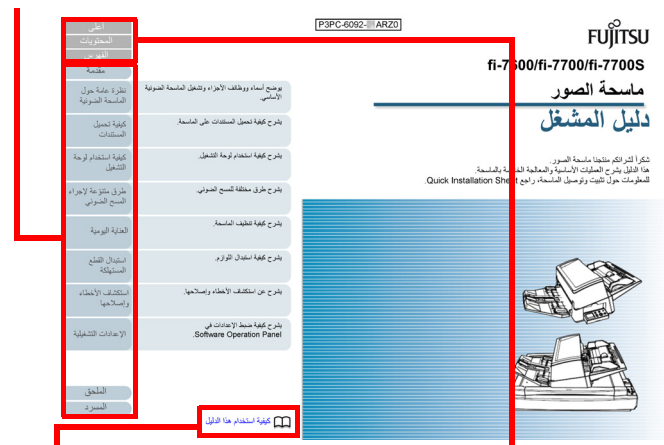 P3PC-6092- ARZ0
FUJITSU
fi-7600/fi-7700/fi-7700S
ماسحة الصور
دليل المشغل
شكراً لشرائكم منتجنا ماسحة الصور.
هذا الدليل يشرح العمليات الأساسية والمعالجة الخاصة بالماسحة.
للمعلومات حول تثبيت وتوصيل الماسحة، راجع Quick Installation Sheet.
أعلى
المحتويات
الفهرس
مقدمة
نظرة عامة حول
الماسحة الضوئية
يوضح أسماء ووظائف الأجزاء وتشغيل الماسحة الضوئية
الأساسي.
كيفية تحميل
المستندات
يشرح كيفية تحميل المستندات على الماسحة.
كيفية استخدام لوحة
التشغيل
يشرح كيفية استخدام لوحة التشغيل.
طرق متنوعة لإجراء
المسح الضوئي
يشرح طرق مختلفة للمسح الضوئي.
العناية اليومية
يشرح كيفية تنظيف الماسحة.
استبدال القطع
المستهلكة
يشرح كيفية استبدال اللوازم.
استكشاف الأخطاء
وإصلاحها
يشرح عن استكشاف الأخطاء وإصلاحها.
الإعدادات التشغيلية
يشرح كيفية ضبط الإعدادات في
Software Operation Panel.
الملحق
المسرد
كيفية استخدام هذا الدليل